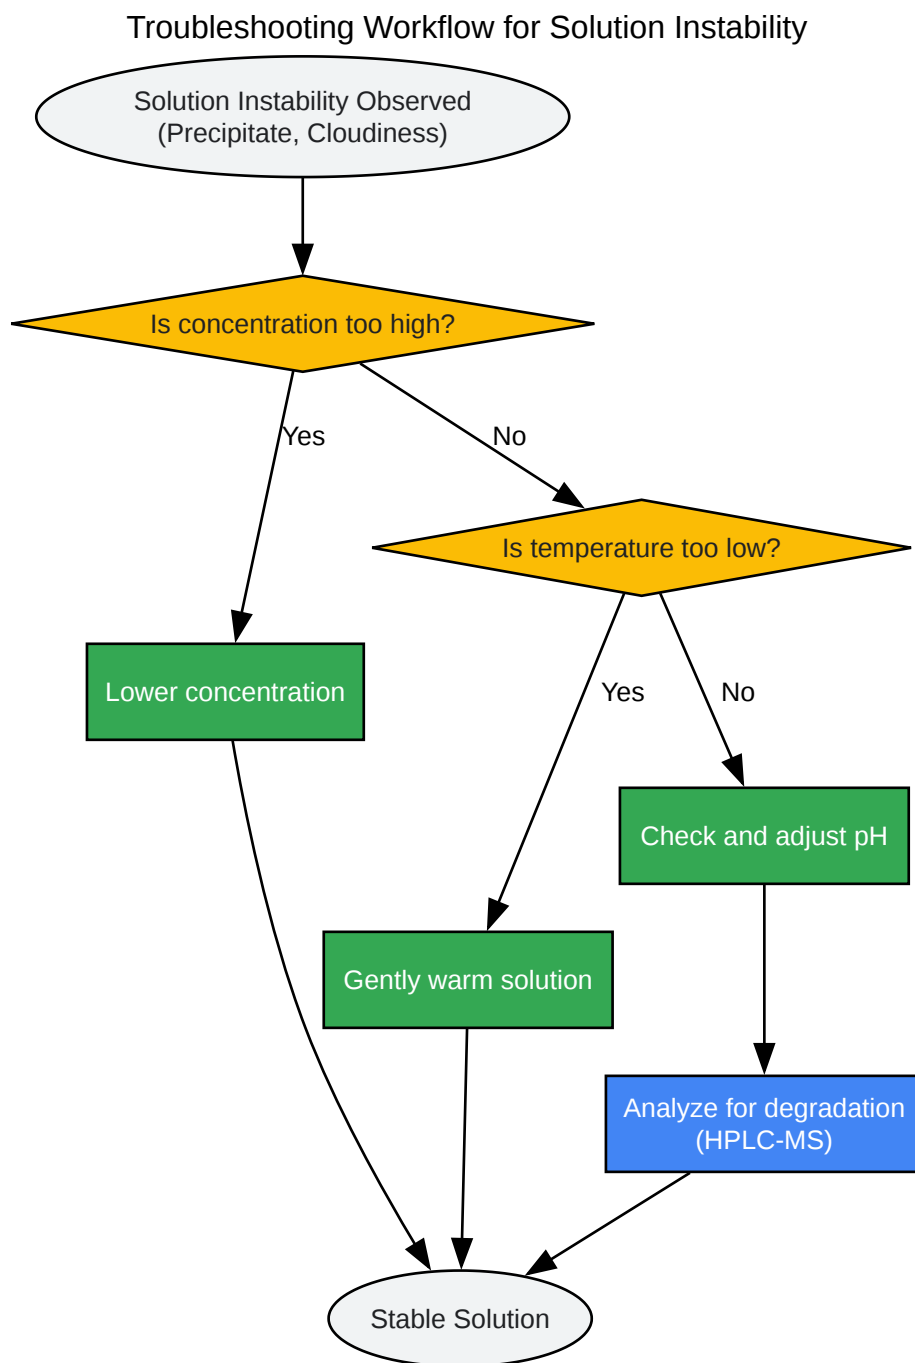 Troubleshooting Workflow for Solution Instability
Solution Instability Observed
(Precipitate, Cloudiness)
Is concentration too high?
Yes
No
Is temperature too low?
Lower concentration
Yes
No
Check and adjust pH
Gently warm solution
Analyze for degradation
(HPLC-MS)
Stable Solution